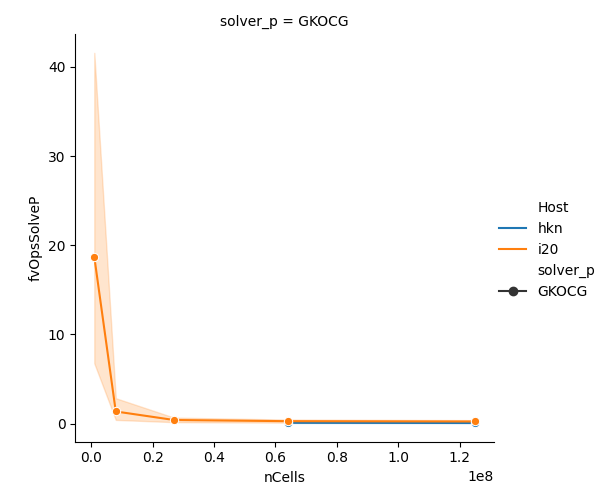 solver_p = GKOCG
fvOpsSolveP
40
30
20
10
0
0.0 0.2 0.4 0.6 0.8 1.0 1.2
1e8
nCells
Host
hkn
i20
solver_p
GKOCG